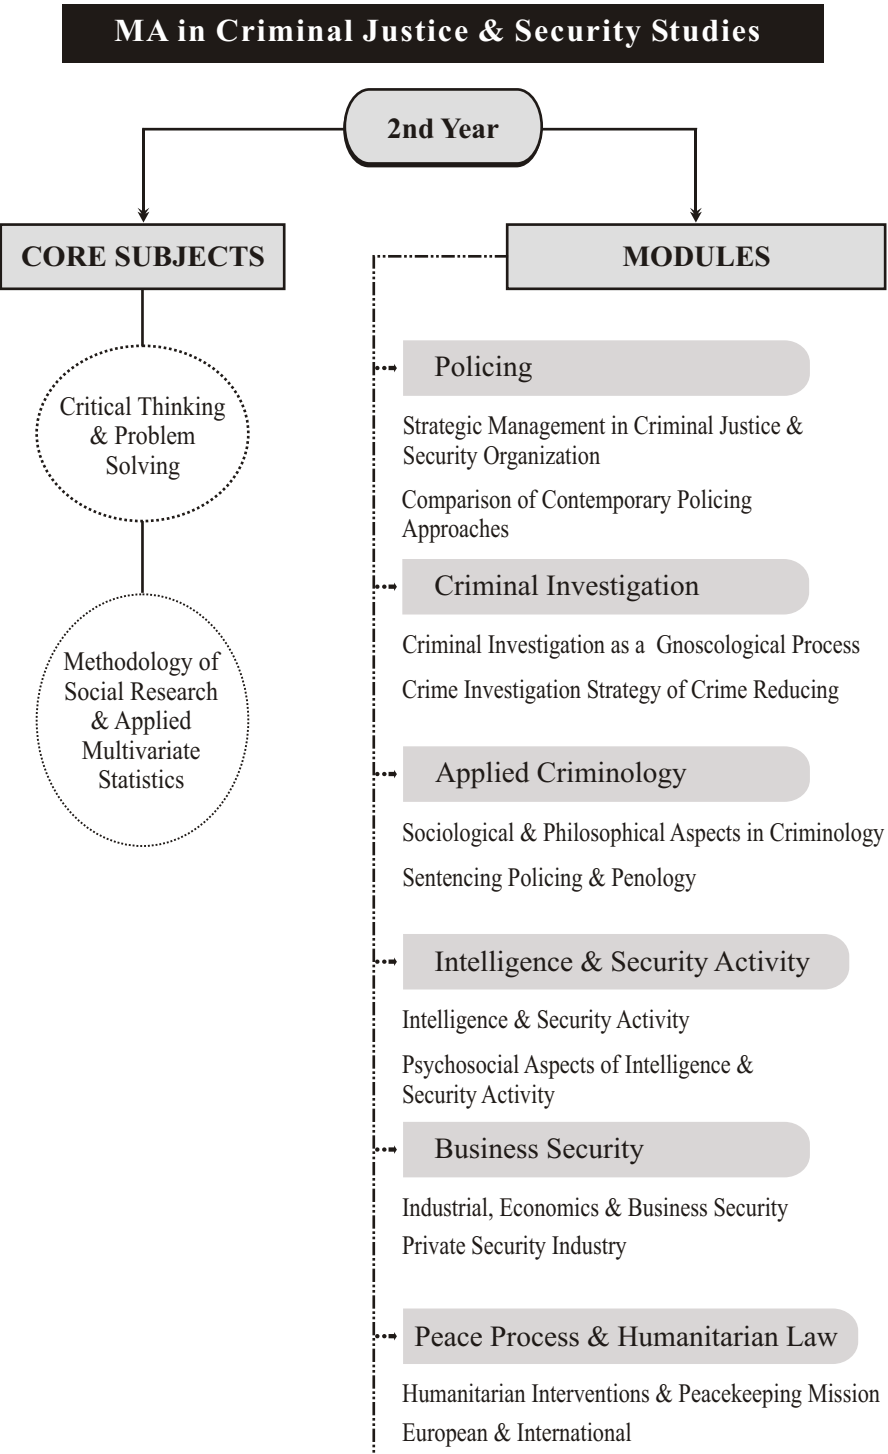 MA in Criminal Justice & Security Studies
2nd Year
CORE SUBJECTS
Critical Thinking
& Problem
Solving
Methodology of
Social Research
& Applied
Multivariate
Statistics
MODULES
Policing
Strategic Management in Criminal Justice &
Security Organization
Comparison of Contemporary Policing
Approaches
Criminal Investigation
Criminal Investigation as a Gnoscological Process
Crime Investigation Strategy of Crime Reducing
Applied Criminology
Sociological & Philosophical Aspects in Criminology
Sentencing Policing & Penology
Intelligence & Security Activity
Intelligence & Security Activity
Psychosocial Aspects of Intelligence &
Security Activity
Business Security
Industrial, Economics & Business Security
Private Security Industry
Peace Process & Humanitarian Law
Humanitarian Interventions & Peacekeeping Mission
European & International